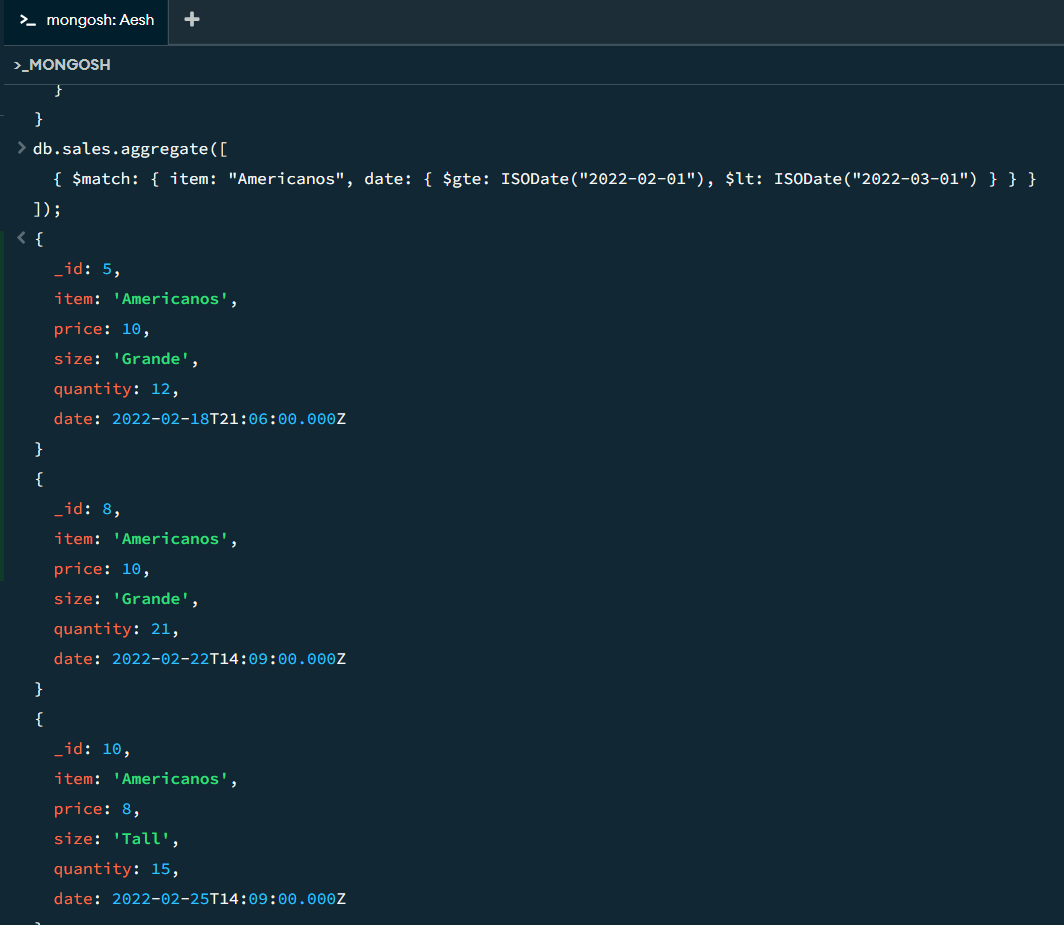 >_ mongosh: Aesh +
>_MONGOSH
}
}
> db.sales.aggregate([
{ $match: { item: "Americanos", date: { $gte: ISODate("2022-02-01"), $lt: ISODate("2022-03-01") } } }
]);
< {
_id: 5,
item: 'Americanos',
price: 10,
size: 'Grande',
quantity: 12,
date: 2022-02-18T21:06:00.000Z
}
{
_id: 8,
item: 'Americanos',
price: 10,
size: 'Grande',
quantity: 21,
date: 2022-02-22T14:09:00.000Z
}
{
_id: 10,
item: 'Americanos',
price: 8,
size: 'Tall',
quantity: 15,
date: 2022-02-25T14:09:00.000Z
}